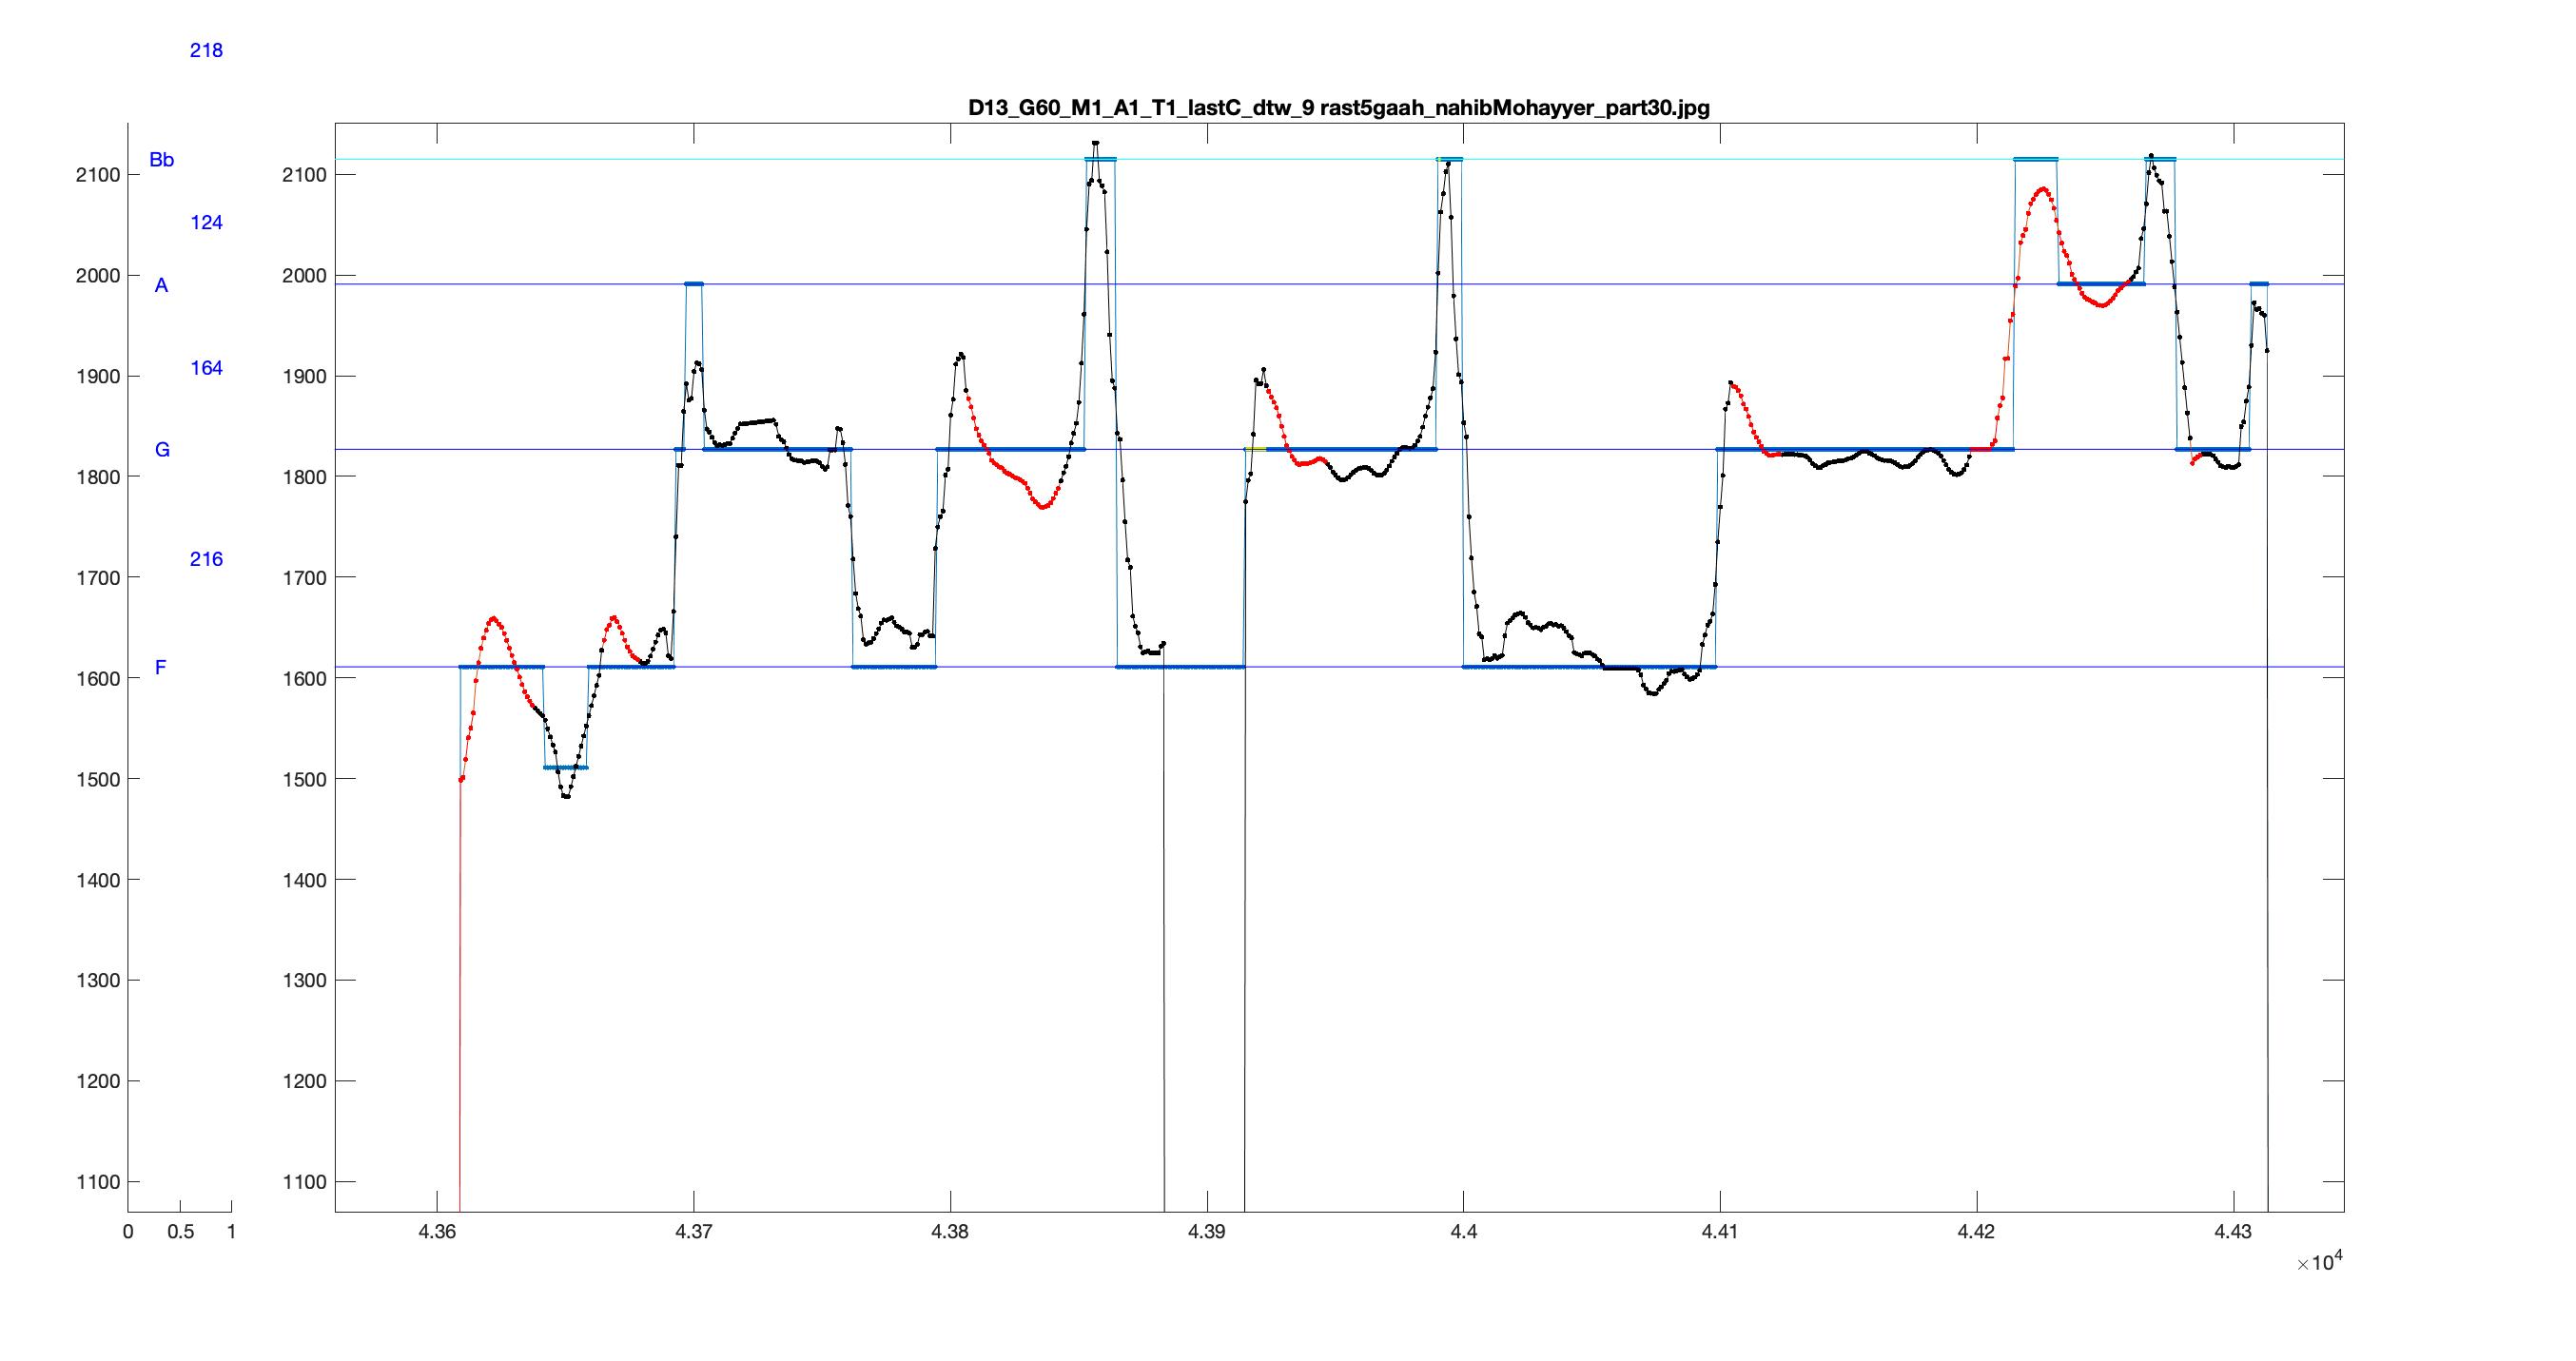 218
D13_G60_M1_A1_T1_lastC_dtw_9 rast5gaah_nahibMohayyer_part30.jpg
Bb
2100 2100
124
2000 A 2000
164
1900 1900
G
1800 1800
216
1700 1700
F
1600 1600
1500 1500
1400 1400
1300 1300
1200 1200
1100 1100
0 0.5 1 4.36 4.37 4.38 4.39 4.4 4.41 4.42 4.43
×10⁴